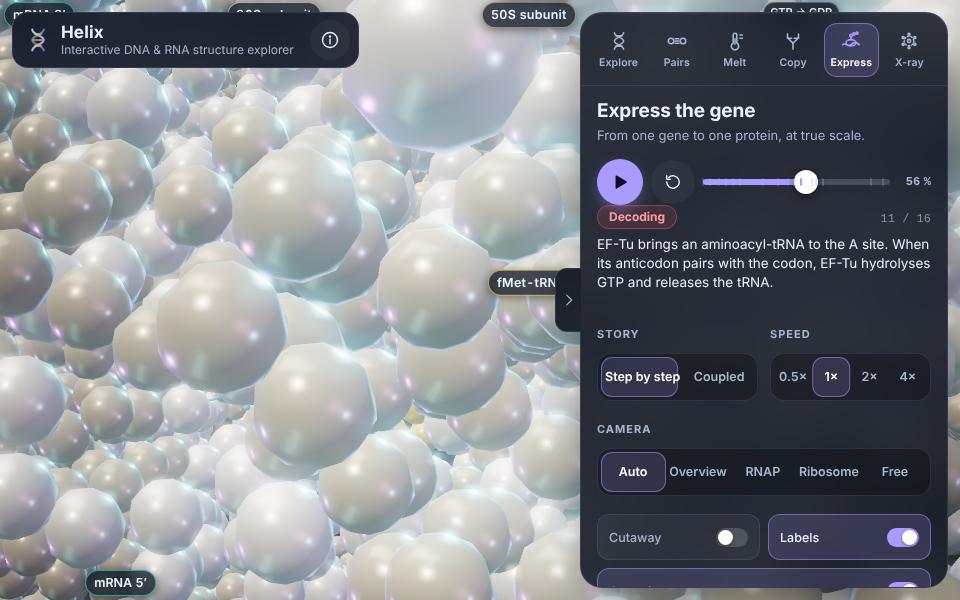 50S subunit
Helix
Interactive DNA & RNA structure explorer
Explore
Pairs
Melt
Copy
Express
X-ray
Express the gene
From one gene to one protein, at true scale.
56 %
Decoding
11 / 16
EF-Tu brings an aminoacyl-tRNA to the A site. When
its anticodon pairs with the codon, EF-Tu hydrolyses
GTP and releases the tRNA.
fMet-tRN
STORY
SPEED
Step by step
Coupled
0.5×
1×
2×
4×
CAMERA
Auto
Overview
RNAP
Ribosome
Free
Cutaway
Labels
mRNA 5′